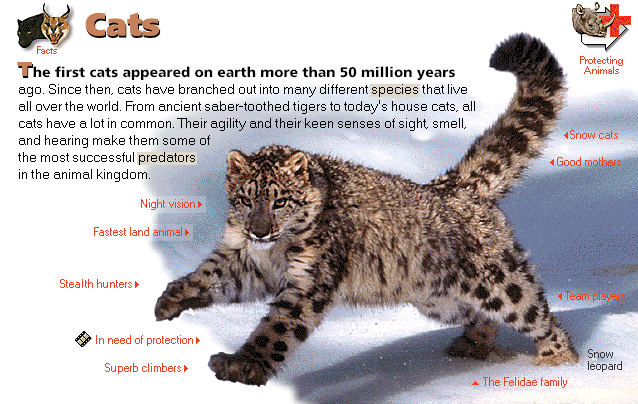 Cats
Facts
Protecting
Animals
The first cats appeared on earth more than 50 million years
ago. Since then, cats have branched out into many different species that live
all over the world. From ancient saber-toothed tigers to today's house cats, all
cats have a lot in common. Their agility and their keen senses of sight, smell,
and hearing make them some of
the most successful predators
in the animal kingdom.
Snow cats
Good mothers
Night vision
Fastest land animal
Stealth hunters
Team player
In need of protection
Superb climbers
Snow
leopard
The Felidae family